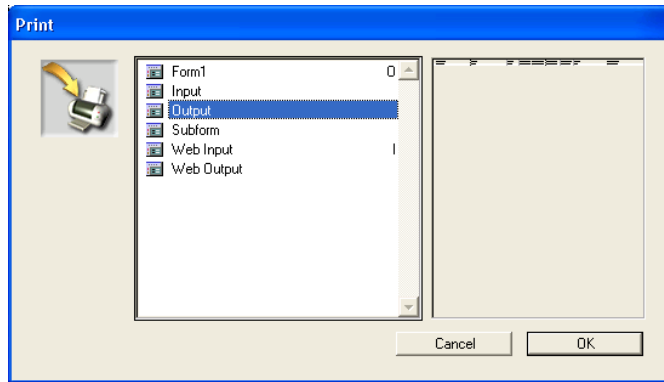 Print
Form1 O
Input
Output
Subform
Web Input I
Web Output
Cancel OK